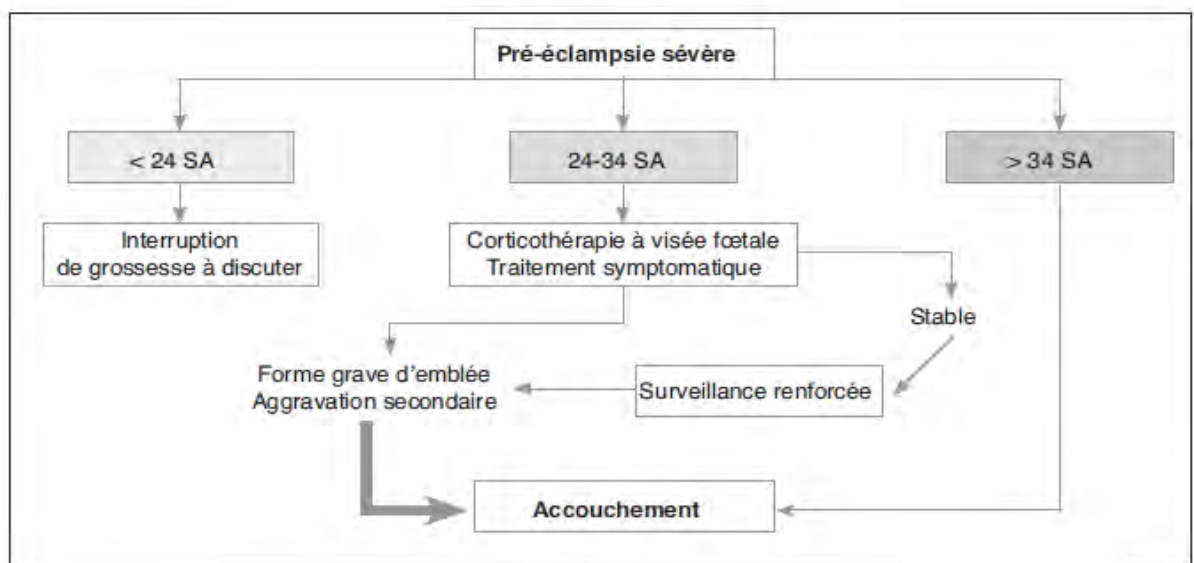 Pré-éclampsie sévère
< 24 SA
24-34 SA
> 34 SA
Interruption
de grossesse à discuter
Corticothérapie à visée fœtale
Traitement symptomatique
Stable
Forme grave d'emblée
Aggravation secondaire
Surveillance renforcée
Accouchement